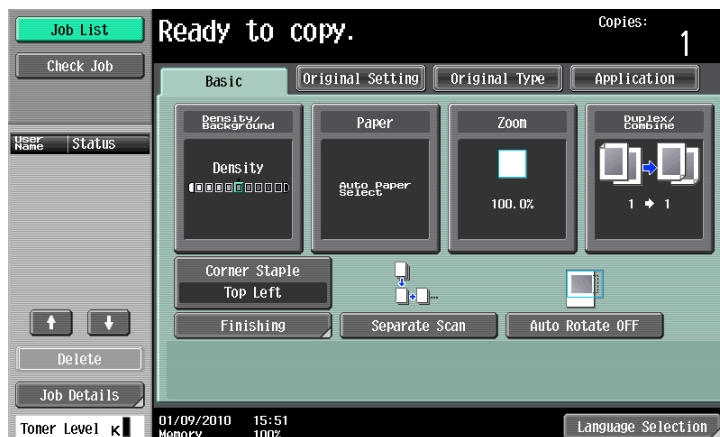 Job List
Ready to copy.
Copies:
1
Check Job
Basic
Original Setting
Original Type
Application
User Name
Status
Density/
Background
Paper
Zoom
Duplex/
Combine
Density
Auto Paper
Select
100.0%
1 → 1
Corner Staple
Top Left
Finishing
Separate Scan
Auto Rotate OFF
Delete
Job Details
Toner Level K
01/09/2010 15:51
Memory 100%
Language Selection